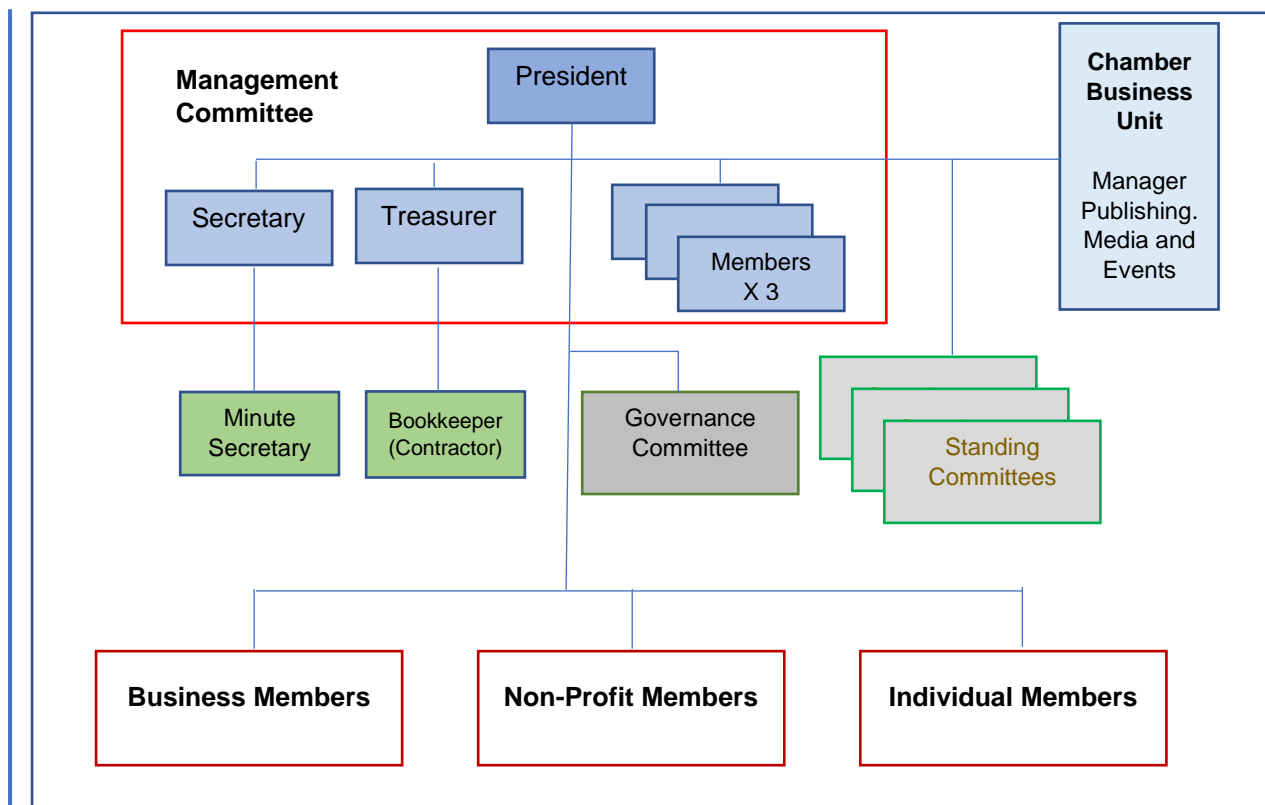 Management
Committee
President
Chamber
Business
Unit
Manager
Publishing.
Media and
Events
Secretary
Treasurer
Members
X 3
Minute
Secretary
Bookkeeper
(Contractor)
Governance
Committee
Standing
Committees
Business Members
Non-Profit Members
Individual Members